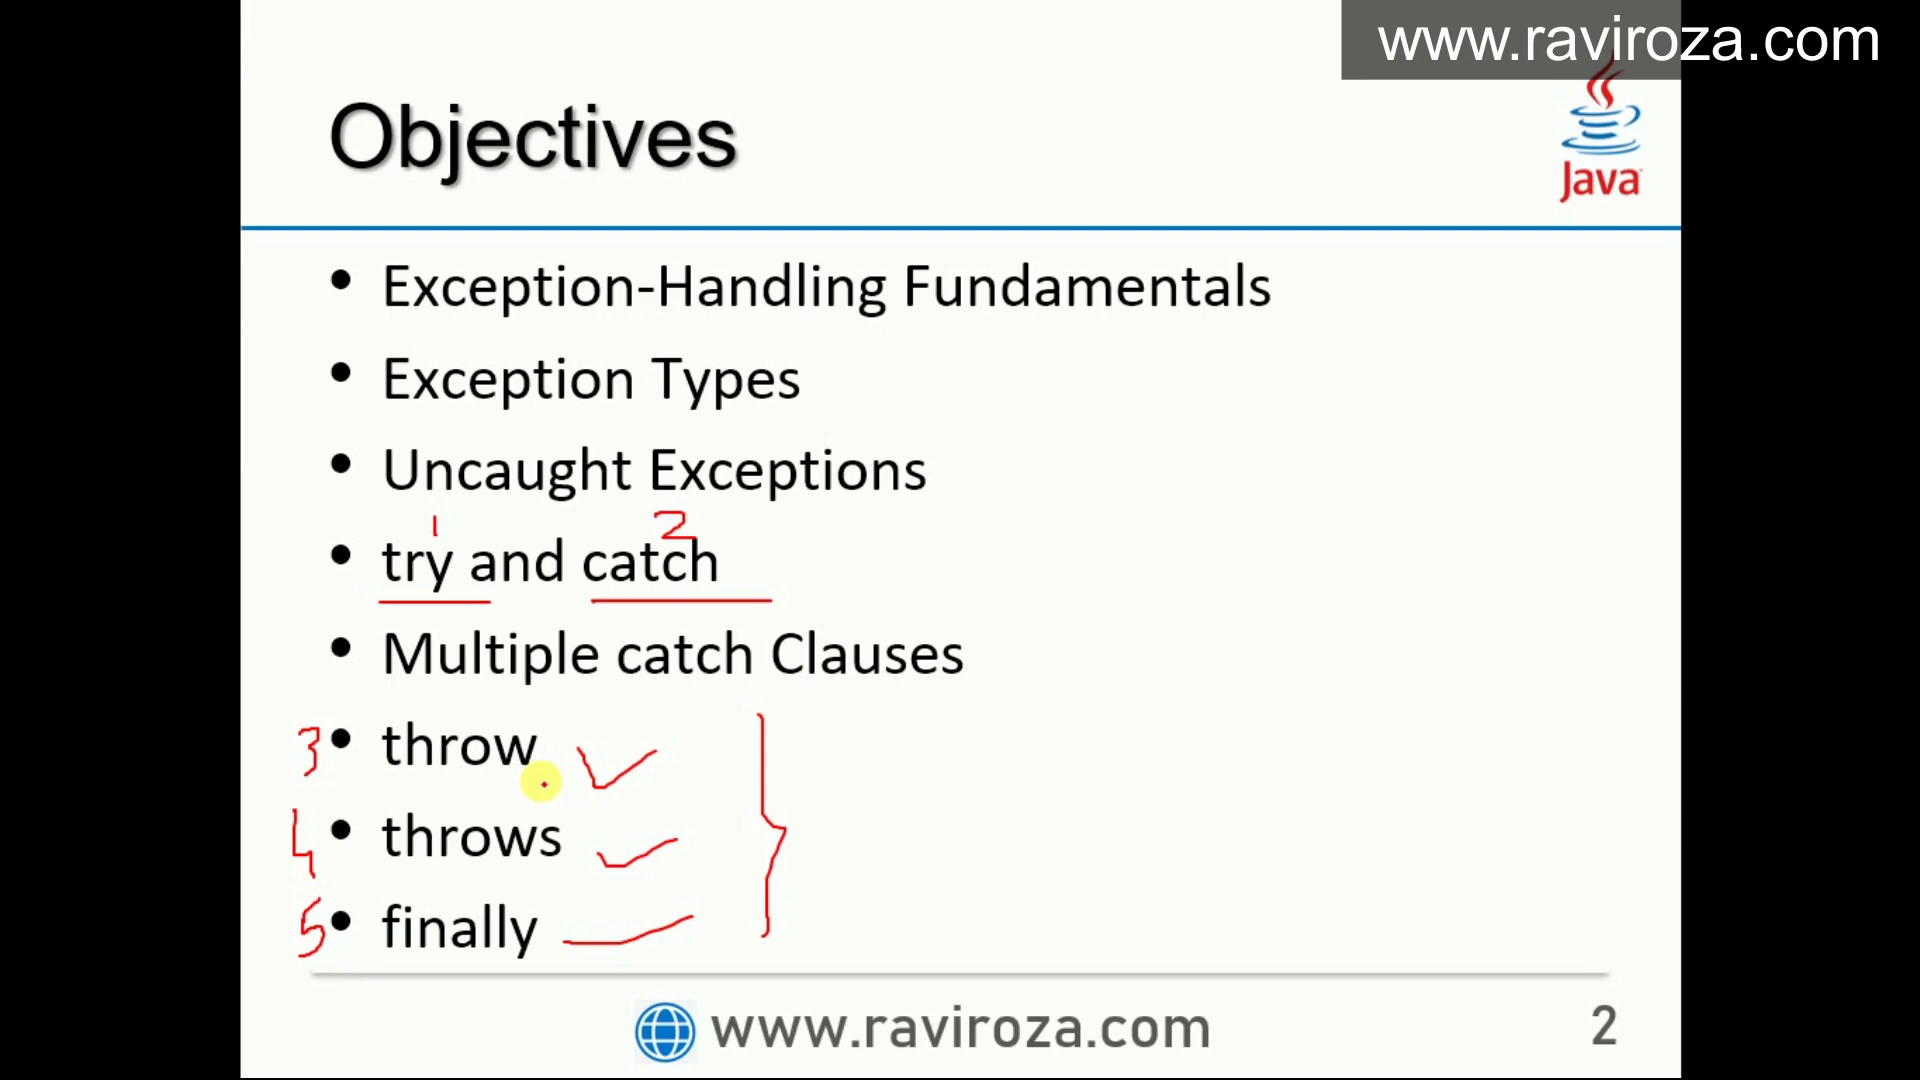 www.raviroza.com
Objectives
Java
• Exception-Handling Fundamentals
• Exception Types
• Uncaught Exceptions
1 2
• try and catch
• Multiple catch Clauses
3 • throw
4 • throws
5 • finally
www.raviroza.com 2